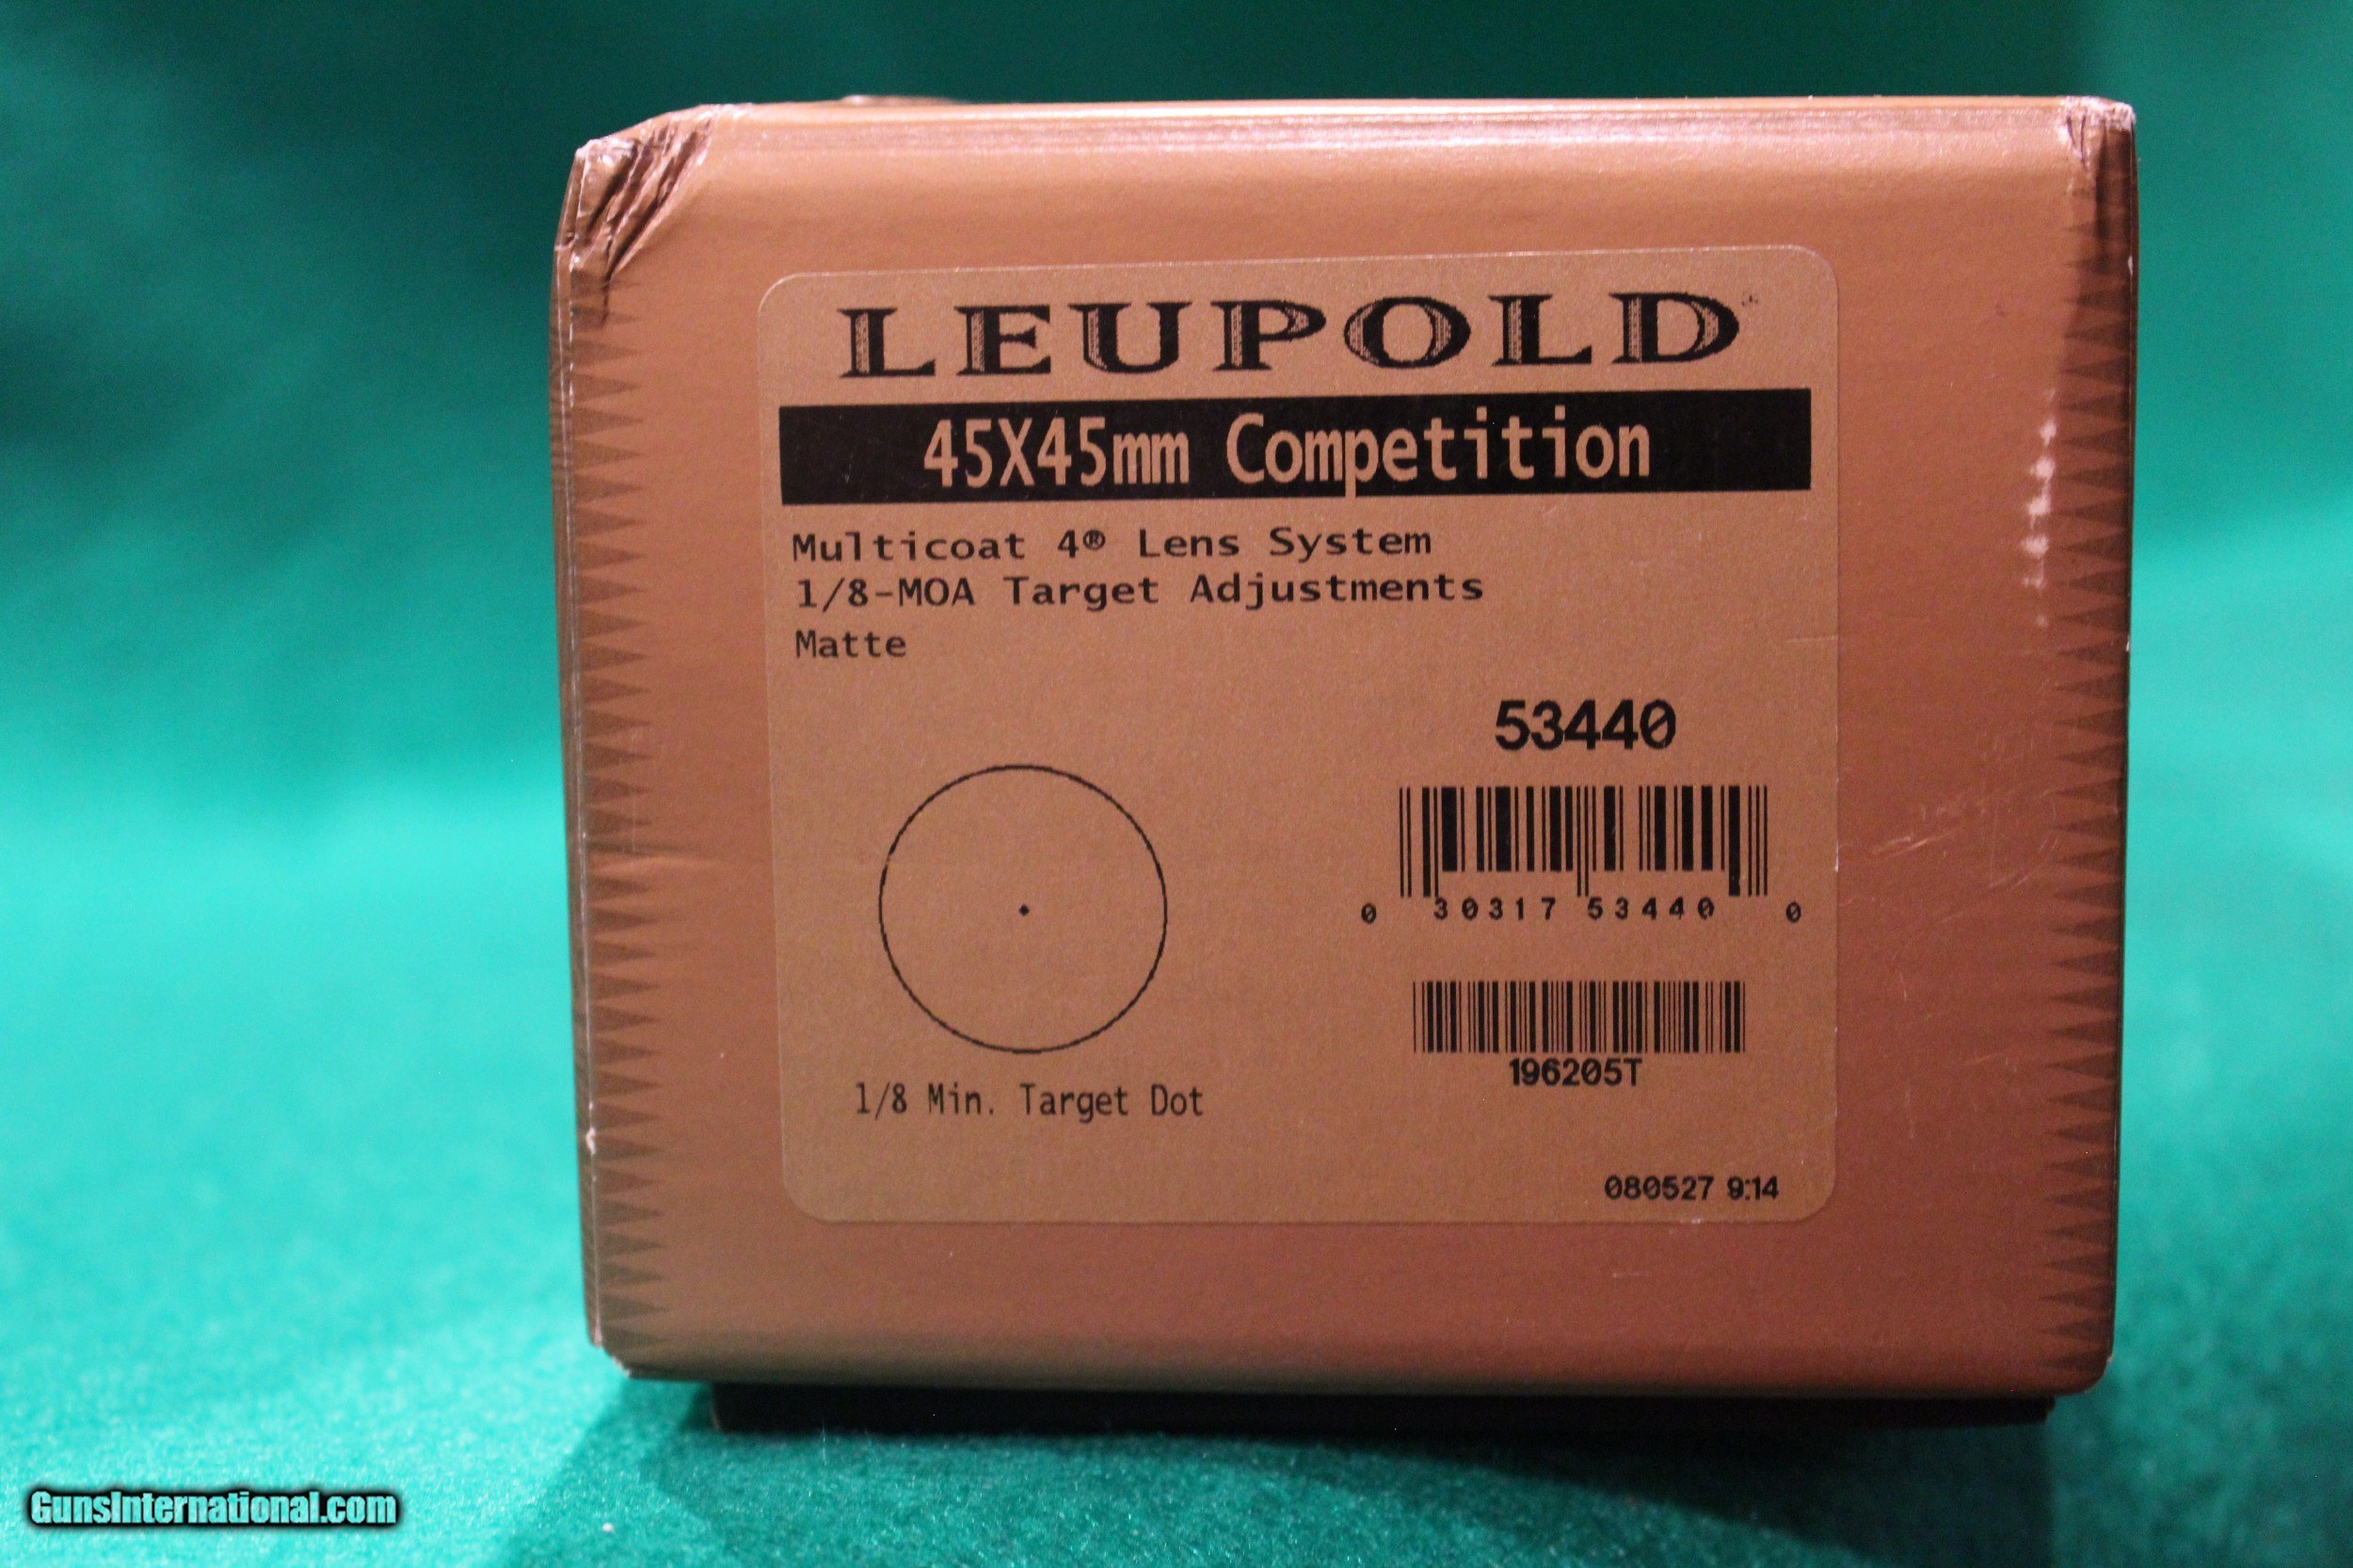 LEUPOLD®
45X45mm Competition
Multicoat 4® Lens System
1/8-MOA Target Adjustments
Matte
53440
0 30317 53440 0
196205T
1/8 Min. Target Dot
080527 9:14
GunsInternational.com